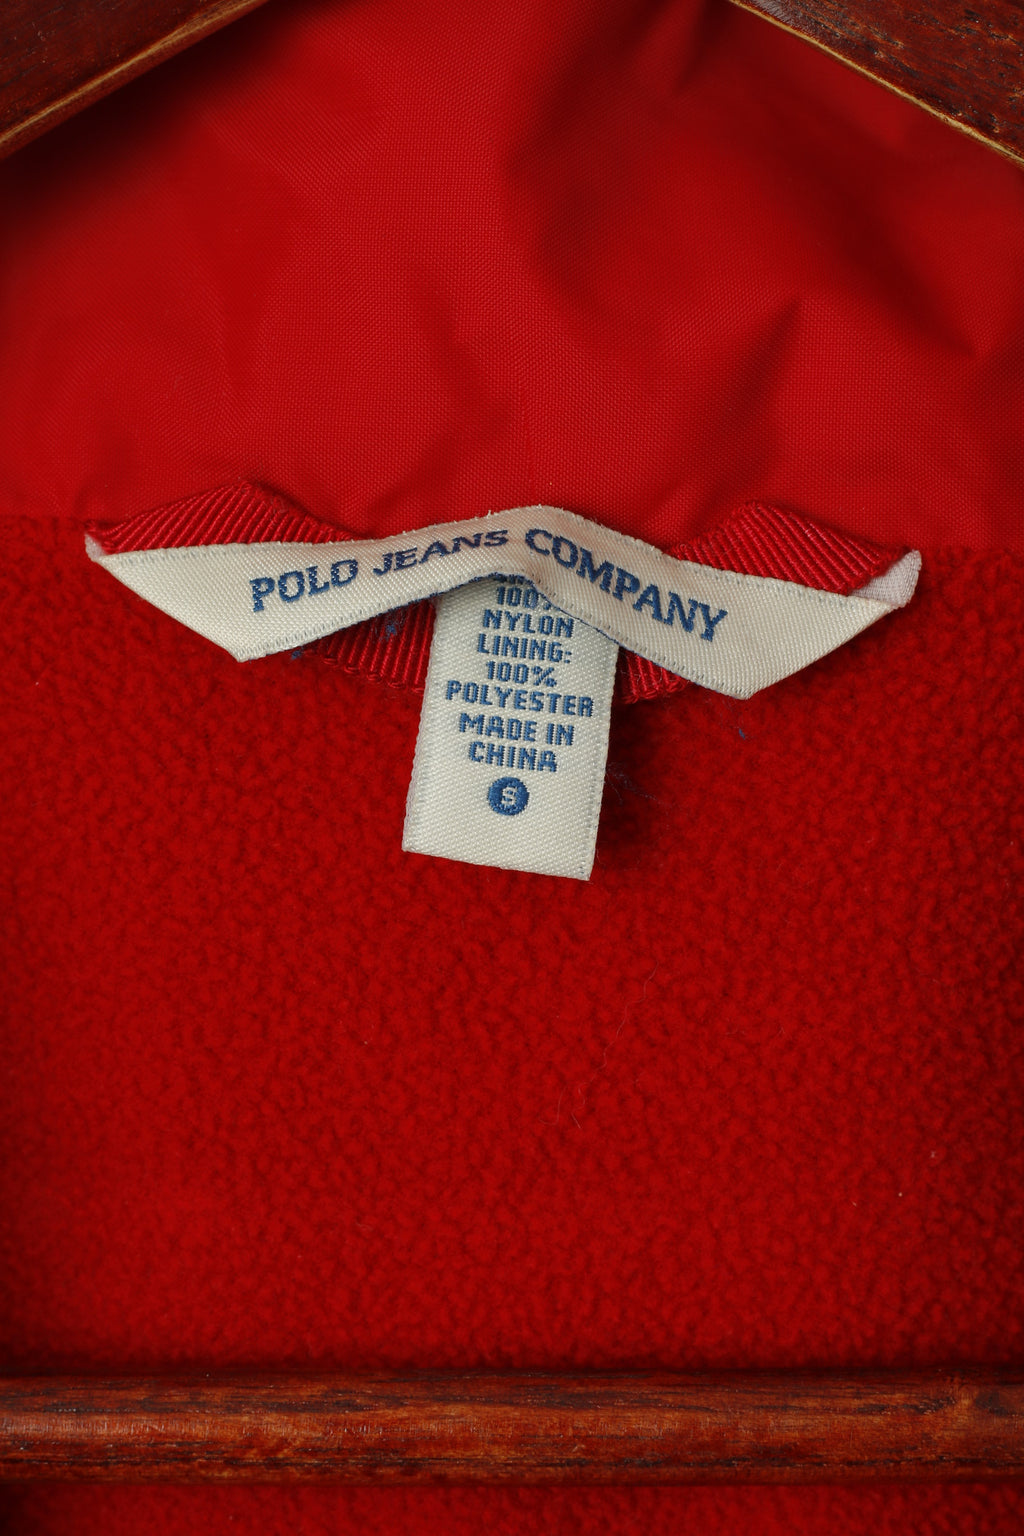 POLO JEANS COMPANY
100%
NYLON
LINING:
100%
POLYESTER
MADE IN
CHINA
S